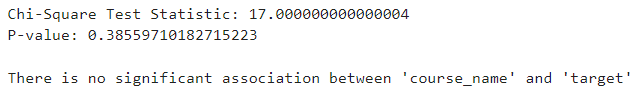 Chi-Square Test Statistic: 17.000000000000004
P-value: 0.38559710182715223
There is no significant association between 'course_name' and 'target'